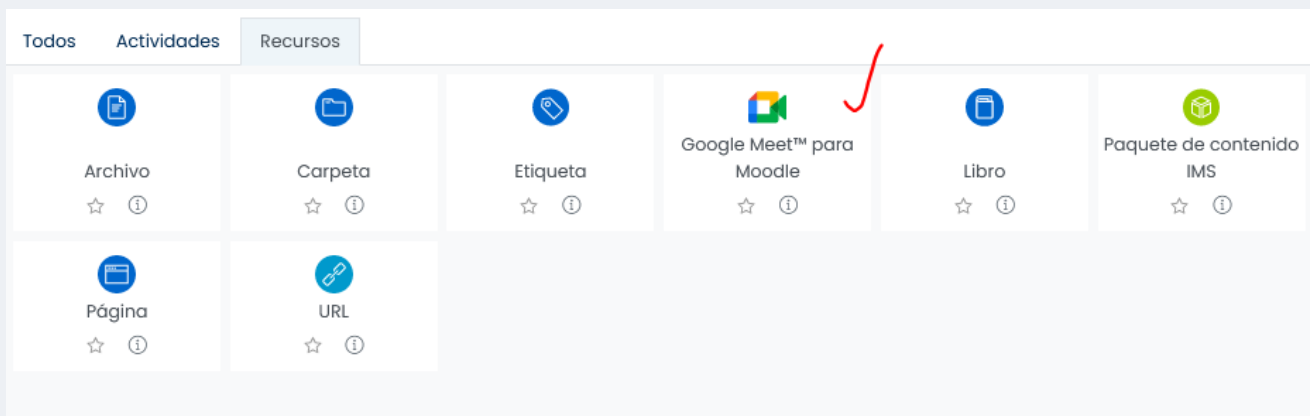 Todos
Actividades
Recursos
Archivo
Carpeta
Etiqueta
Google Meet™ para
Moodle
Libro
Paquete de contenido
IMS
Página
URL